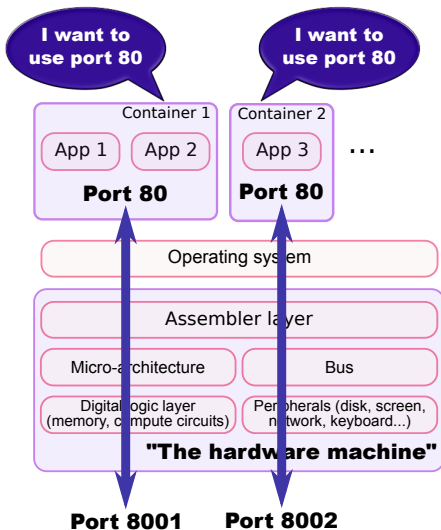 I want to
use port 80
I want to
use port 80
Container 1
App 1
App 2
Port 80
Container 2
App 3
Port 80
...
Operating system
Assembler layer
Micro-architecture
Bus
Digital logic layer
(memory, compute circuits)
Peripherals (disk, screen,
network, keyboard...)
"The hardware machine"
Port 8001
Port 8002